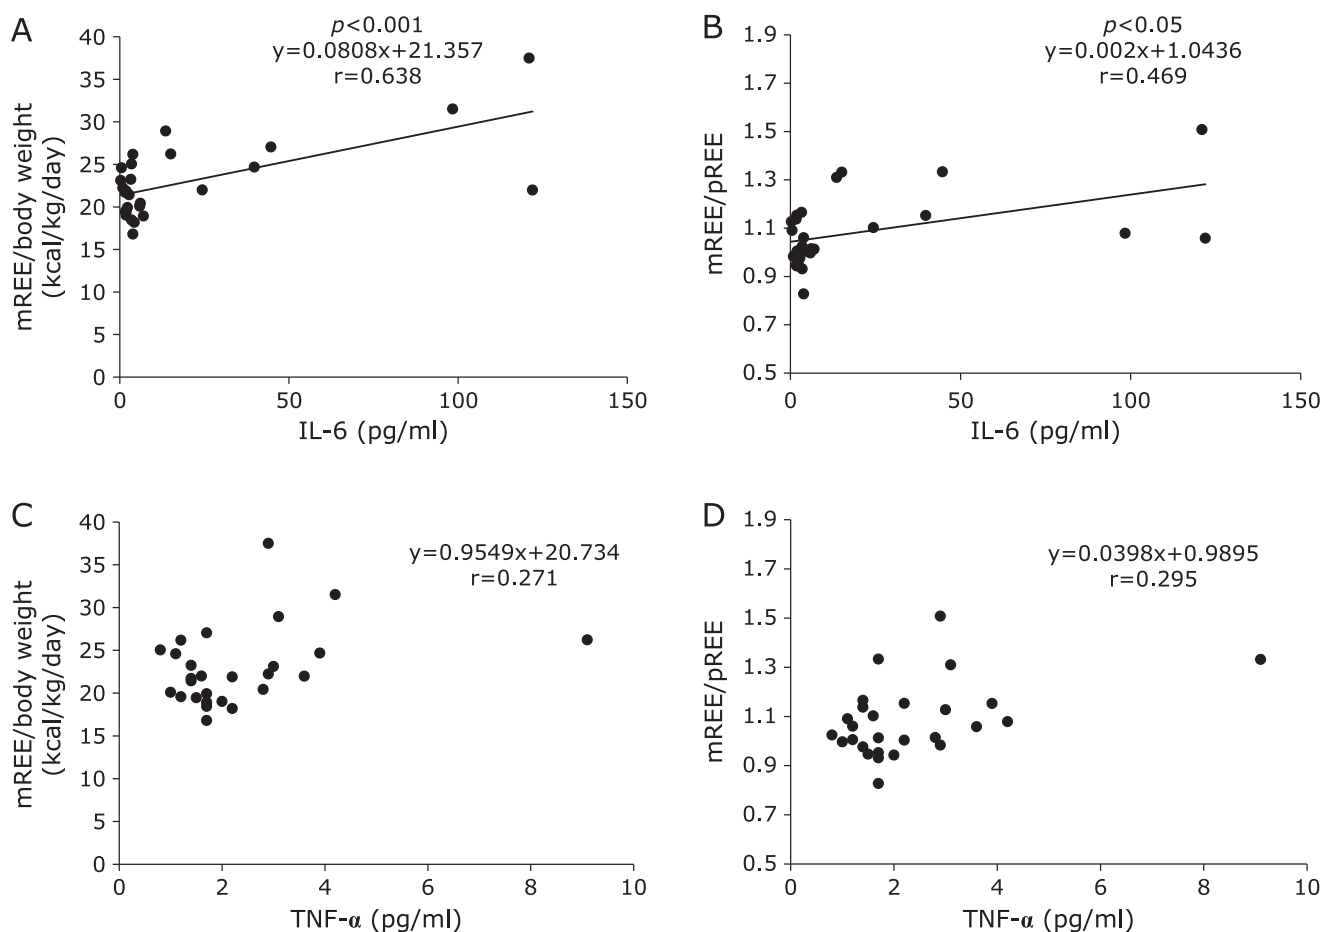 A
p<0.001
y=0.0808x+21.357
r=0.638
mREE/body weight
(kcal/kg/day)
40
35
30
25
20
15
10
5
0
0 50 100 150
IL-6 (pg/ml)
B
p<0.05
y=0.002x+1.0436
r=0.469
mREE/pREE
1.9
1.7
1.5
1.3
1.1
0.9
0.7
0.5
0 50 100 150
IL-6 (pg/ml)
C
y=0.9549x+20.734
r=0.271
mREE/body weight
(kcal/kg/day)
40
35
30
25
20
15
10
5
0
0 2 4 6 8 10
TNF-α (pg/ml)
D
y=0.0398x+0.9895
r=0.295
mREE/pREE
1.9
1.7
1.5
1.3
1.1
0.9
0.7
0.5
0 2 4 6 8 10
TNF-α (pg/ml)